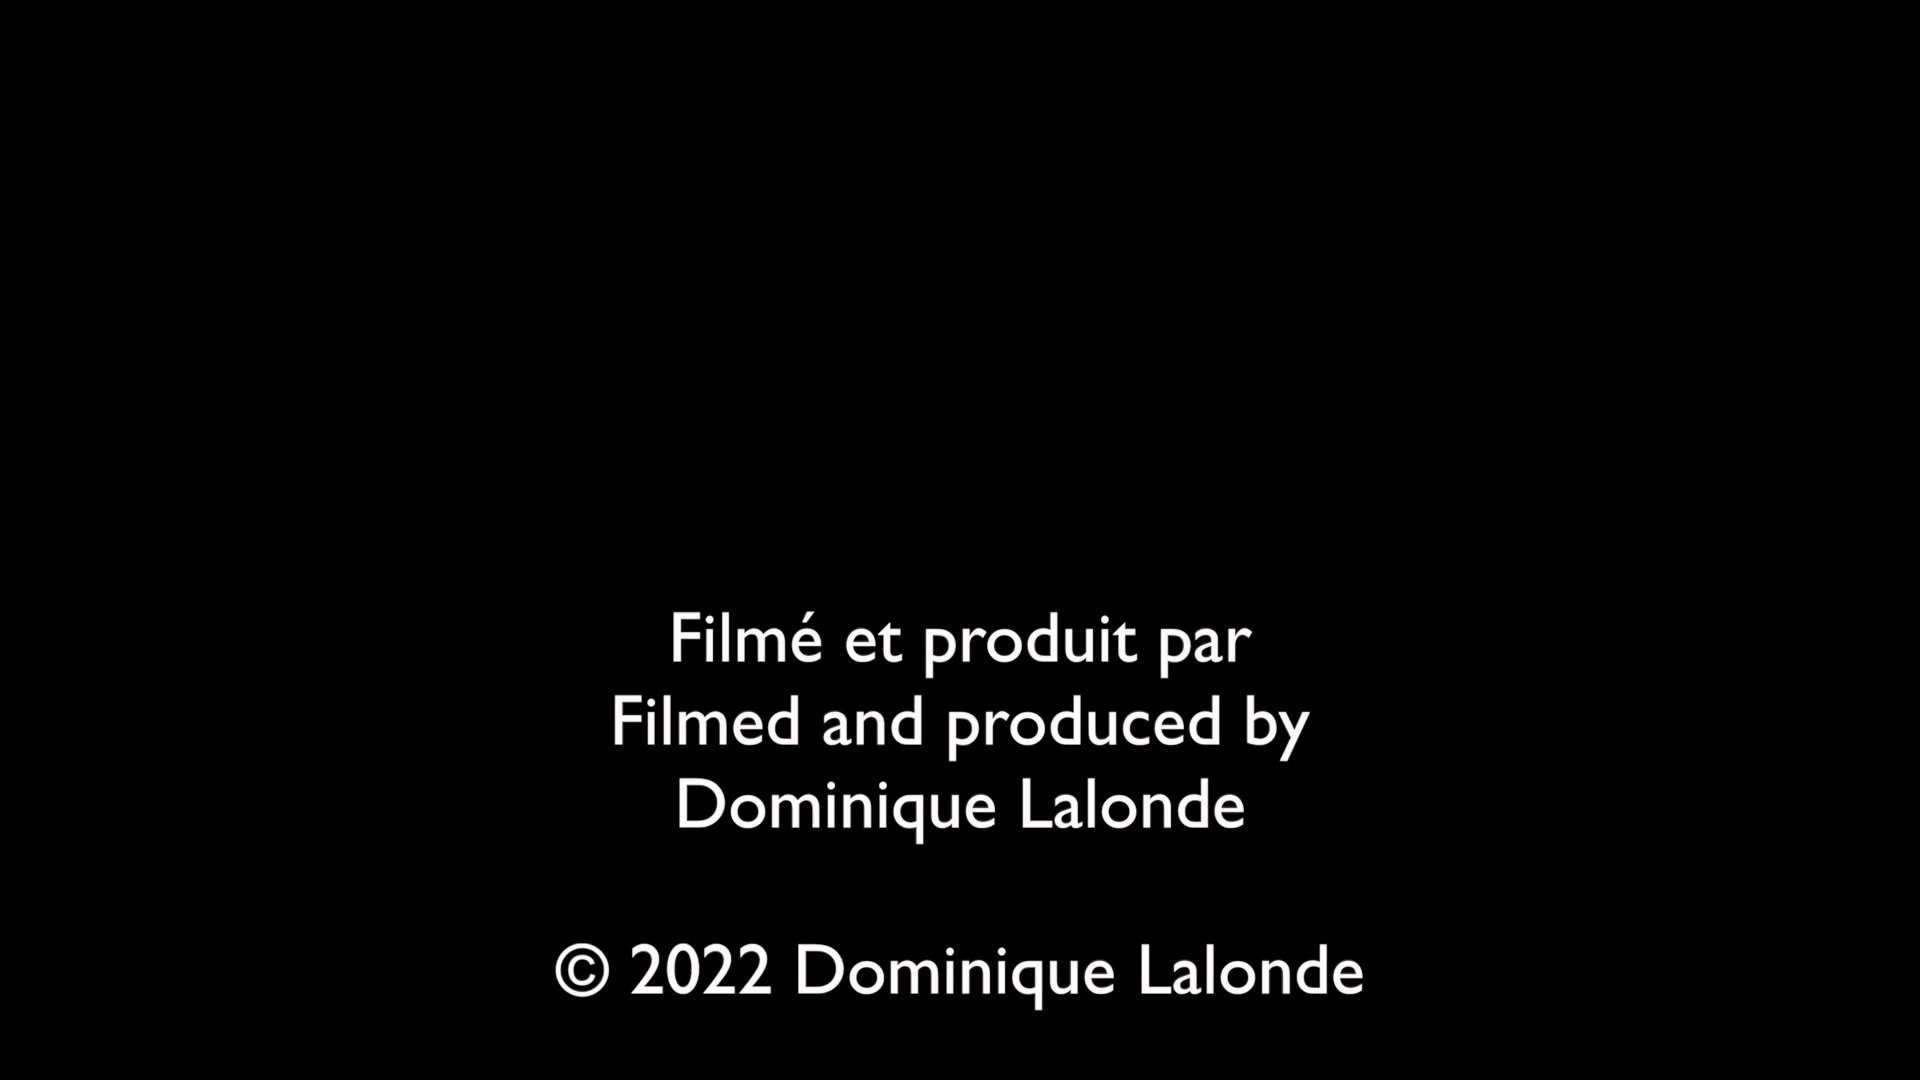 Filmé et produit par
Filmed and produced by
Dominique Lalonde
© 2022 Dominique Lalonde